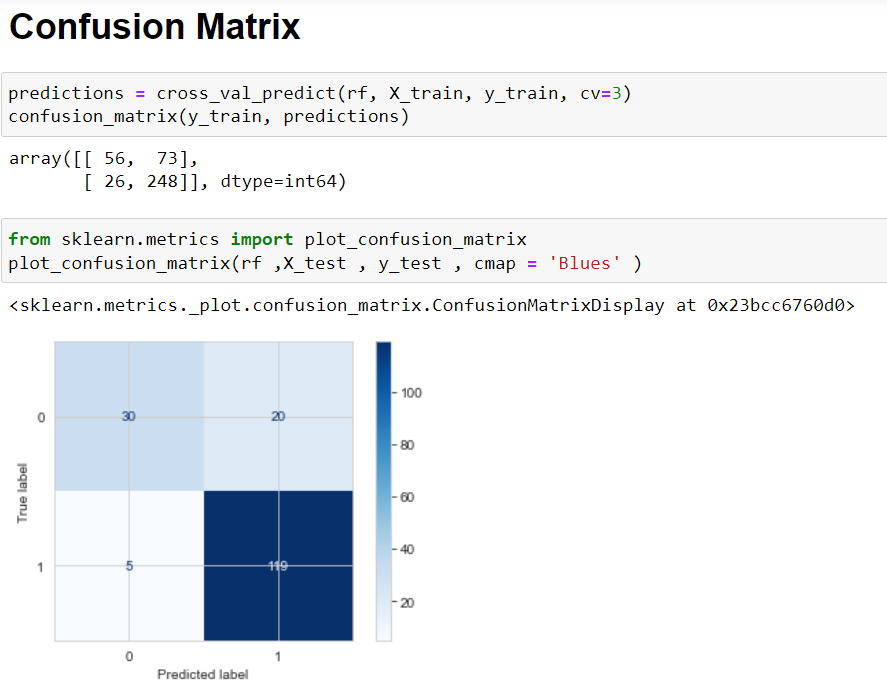 Confusion Matrix
predictions = cross_val_predict(rf, X_train, y_train, cv=3)
confusion_matrix(y_train, predictions)
array([[ 56,  73],
       [ 26, 248]], dtype=int64)
from sklearn.metrics import plot_confusion_matrix
plot_confusion_matrix(rf ,X_test , y_test , cmap = 'Blues' )
<sklearn.metrics._plot.confusion_matrix.ConfusionMatrixDisplay at 0x23bcc6760d0>
100
0 30 20
80
True label
60
40
1 5 119
20
0 1
Predicted label